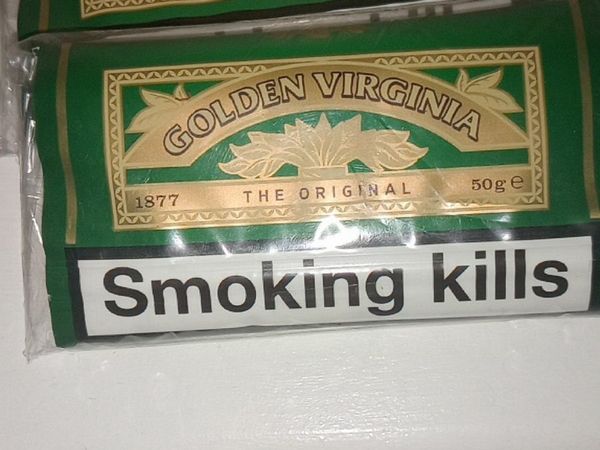 GOLDEN VIRGINIA
1877 THE ORIGINAL 50g e
Smoking kills